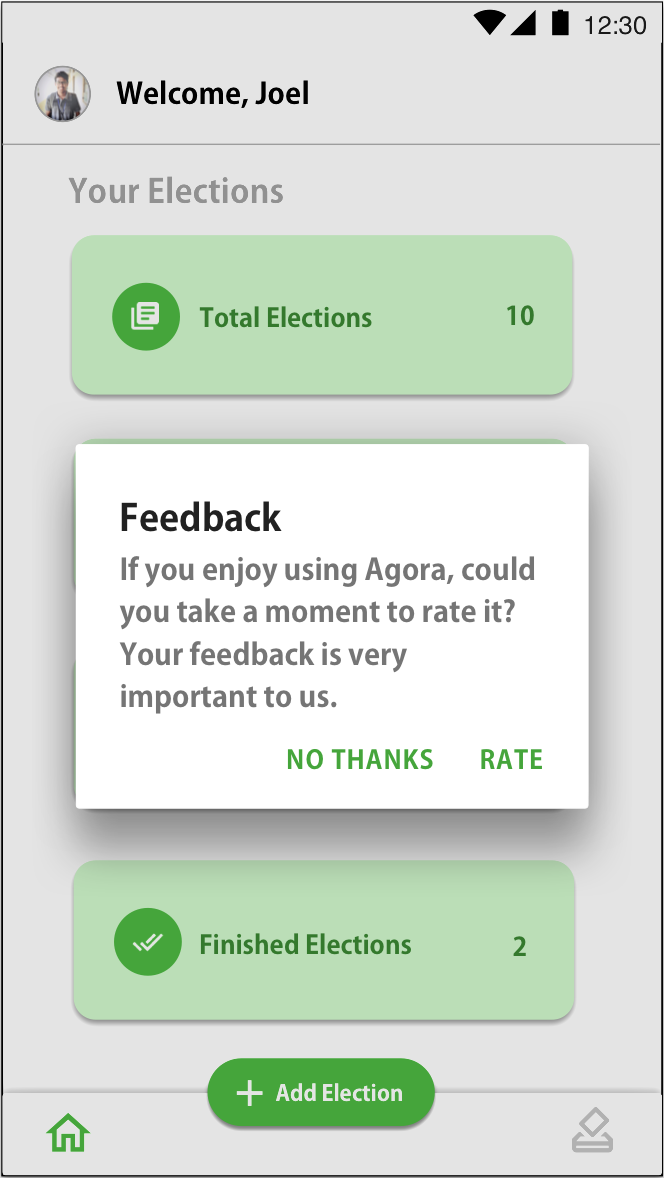 12:30
Welcome, Joel
Your Elections
Total Elections 10
Feedback
If you enjoy using Agora, could
you take a moment to rate it?
Your feedback is very
important to us.
NO THANKS RATE
Finished Elections 2
Add Election